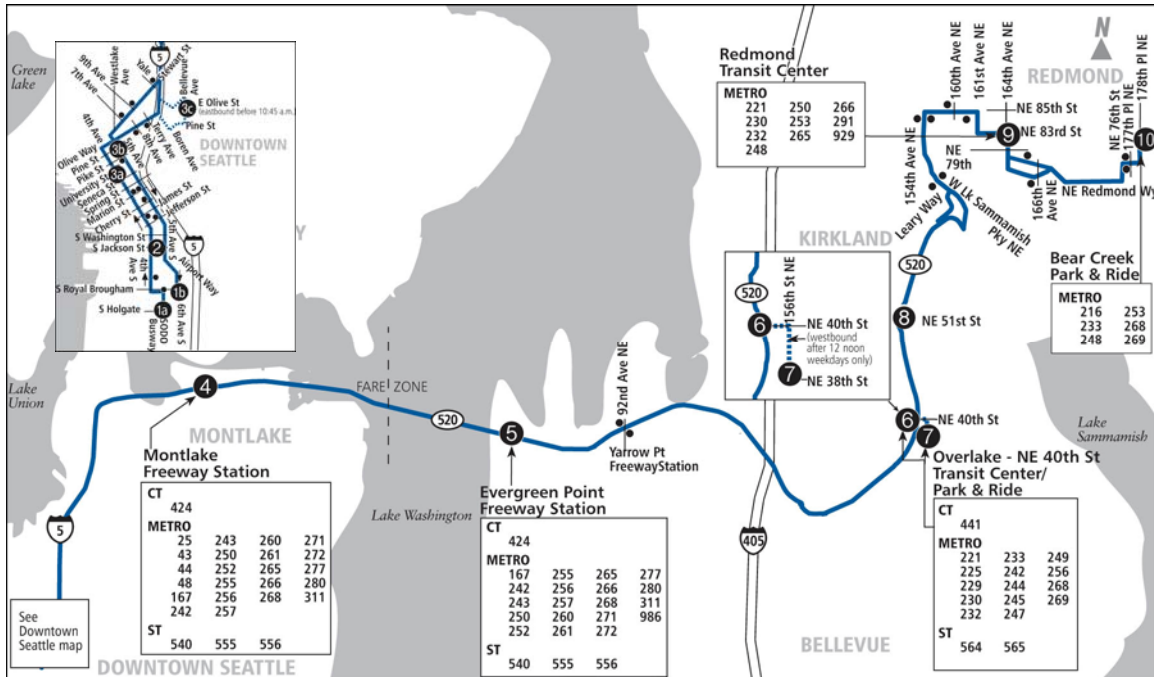 Green
lake
5
Stewart St
Yale
Westlake
Ave
9th Ave
7th Ave
Bellevue
Ave
3c
E Olive St
(eastbound before 10:45 a.m.)
Pine St
Boren Ave
Terry Ave
8th Ave
5th Ave
4th Ave
DOWNTOWN
SEATTLE
Olive Way
Pine St
Pike St
University St
Seneca St
Spring St
Marion St
Cherry St
3b
3a
James St
Jefferson St
S Washington St
S Jackson St
2
5th Ave S
5
4th
Ave S
Airport Way
S Royal Brougham
1b
S Holgate
1a
SODO
Busway
6th Ave S
Lake
Union
4
MONTLAKE
Montlake
Freeway Station
CT
424
METRO
25 243 260 271
43 250 261 272
44 252 265 277
48 255 266 280
167 256 268 311
242 257
ST
540 555 556
5
See
Downtown
Seattle map
DOWNTOWN SEATTLE
FARE ZONE
520
Lake Washington
5
Evergreen Point
Freeway Station
CT
424
METRO
167 255 265 277
242 256 266 280
243 257 268 311
250 260 271 986
252 261 272
ST
540 555 556
92nd Ave NE
Yarrow Pt
FreewayStation
405
Redmond
Transit Center
METRO
221 250 266
230 253 291
232 265 929
248
KIRKLAND
520
6
156th St NE
NE 40th St
(westbound
after 12 noon
weekdays only)
7
NE 38th St
N
REDMOND
160th Ave NE
161st Ave NE
164th Ave NE
NE 85th St
9
NE 83rd St
NE
79th
154th Ave NE
Leary Way
W Lk Sammamish
Pky NE
166th
Ave NE
NE Redmond Wy
NE 76th St
177th Pl NE
178th Pl NE
10
Bear Creek
Park & Ride
METRO
216 253
233 268
248 269
520
8
NE 51st St
6
NE 40th St
7
Lake
Sammamish
Overlake - NE 40th St
Transit Center/
Park & Ride
CT
441
METRO
221 233 249
225 242 256
229 244 268
230 245 269
232 247
ST
564 565
BELLEVUE